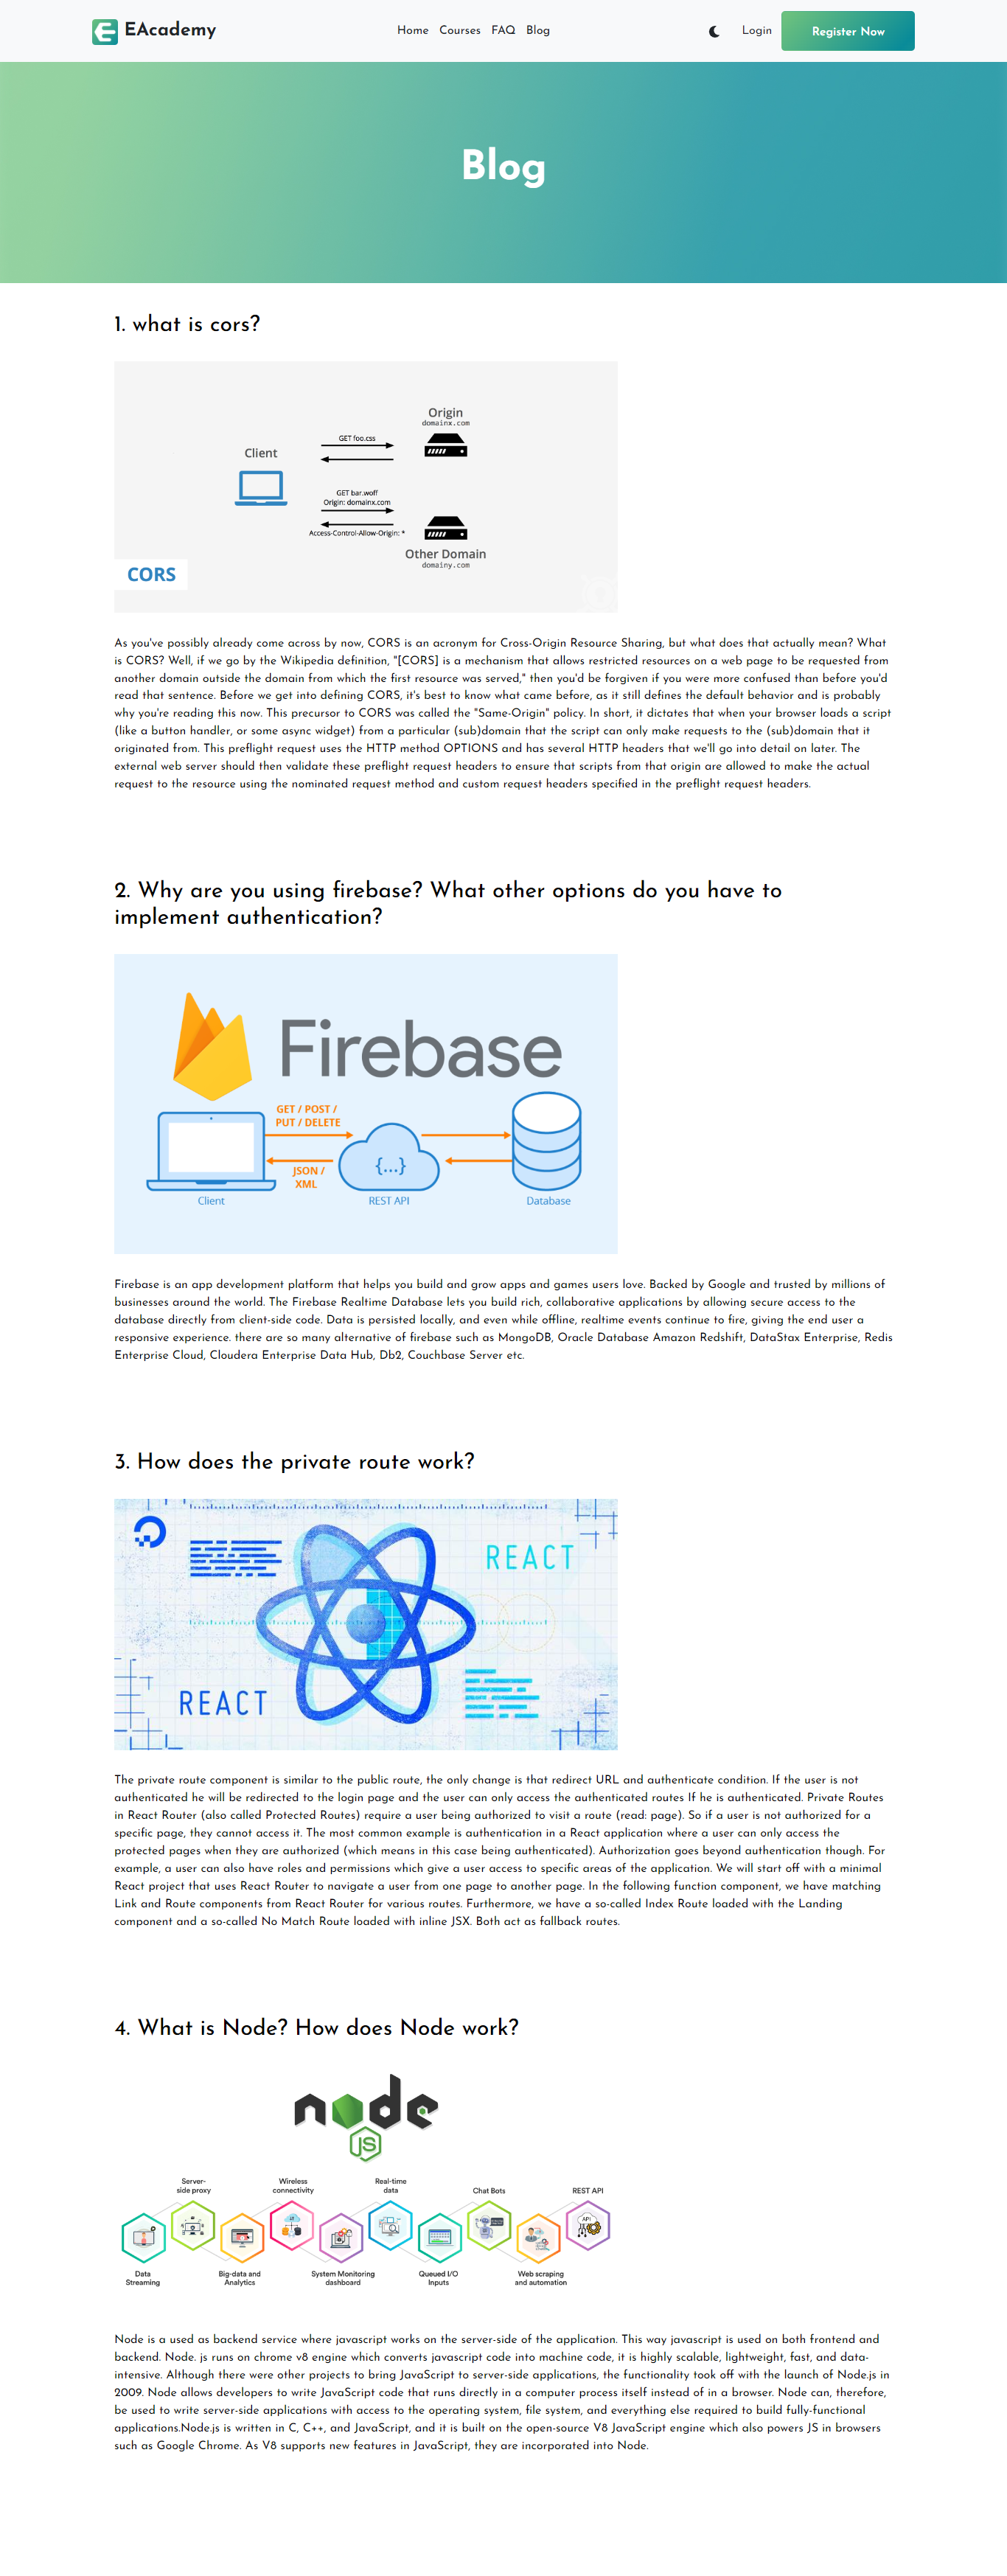 EAcademy
Home Courses FAQ Blog
Login
Register Now
Blog
1. what is cors?
Origin
domainx.com
GET foo.css
Client
GET bar.woff
Origin: domainx.com
Access-Control-Allow-Origin: *
Other Domain
domainy.com
CORS
As you've possibly already come across by now, CORS is an acronym for Cross-Origin Resource Sharing, but what does that actually mean? What
is CORS? Well, if we go by the Wikipedia definition, "[CORS] is a mechanism that allows restricted resources on a web page to be requested from
another domain outside the domain from which the first resource was served," then you'd be forgiven if you were more confused than before you'd
read that sentence. Before we get into defining CORS, it's best to know what came before, as it still defines the default behavior and is probably
why you're reading this now. This precursor to CORS was called the "Same-Origin" policy. In short, it dictates that when your browser loads a script
(like a button handler, or some async widget) from a particular (sub)domain that the script can only make requests to the (sub)domain that it
originated from. This preflight request uses the HTTP method OPTIONS and has several HTTP headers that we'll go into detail on later. The
external web server should then validate these preflight request headers to ensure that scripts from that origin are allowed to make the actual
request to the resource using the nominated request method and custom request headers specified in the preflight request headers.
2. Why are you using firebase? What other options do you have to
implement authentication?
Firebase
GET / POST /
PUT / DELETE
{...}
JSON /
XML
Client
REST API
Database
Firebase is an app development platform that helps you build and grow apps and games users love. Backed by Google and trusted by millions of
businesses around the world. The Firebase Realtime Database lets you build rich, collaborative applications by allowing secure access to the
database directly from client-side code. Data is persisted locally, and even while offline, realtime events continue to fire, giving the end user a
responsive experience. there are so many alternative of firebase such as MongoDB, Oracle Database Amazon Redshift, DataStax Enterprise, Redis
Enterprise Cloud, Cloudera Enterprise Data Hub, Db2, Couchbase Server etc.
3. How does the private route work?
REACT
REACT
The private route component is similar to the public route, the only change is that redirect URL and authenticate condition. If the user is not
authenticated he will be redirected to the login page and the user can only access the authenticated routes If he is authenticated. Private Routes
in React Router (also called Protected Routes) require a user being authorized to visit a route (read: page). So if a user is not authorized for a
specific page, they cannot access it. The most common example is authentication in a React application where a user can only access the
protected pages when they are authorized (which means in this case being authenticated). Authorization goes beyond authentication though. For
example, a user can also have roles and permissions which give a user access to specific areas of the application. We will start off with a minimal
React project that uses React Router to navigate a user from one page to another page. In the following function component, we have matching
Link and Route components from React Router for various routes. Furthermore, we have a so-called Index Route loaded with the Landing
component and a so-called No Match Route loaded with inline JSX. Both act as fallback routes.
4. What is Node? How does Node work?
node
JS
Server-
side proxy
Wireless
connectivity
Real-time
data
Chat Bots
REST API
API
Data
Streaming
Big-data and
Analytics
System Monitoring
dashboard
Queued I/O
Inputs
Web scraping
and automation
Node is a used as backend service where javascript works on the server-side of the application. This way javascript is used on both frontend and
backend. Node. js runs on chrome v8 engine which converts javascript code into machine code, it is highly scalable, lightweight, fast, and data-
intensive. Although there were other projects to bring JavaScript to server-side applications, the functionality took off with the launch of Node.js in
2009. Node allows developers to write JavaScript code that runs directly in a computer process itself instead of in a browser. Node can, therefore,
be used to write server-side applications with access to the operating system, file system, and everything else required to build fully-functional
applications.Node.js is written in C, C++, and JavaScript, and it is built on the open-source V8 JavaScript engine which also powers JS in browsers
such as Google Chrome. As V8 supports new features in JavaScript, they are incorporated into Node.